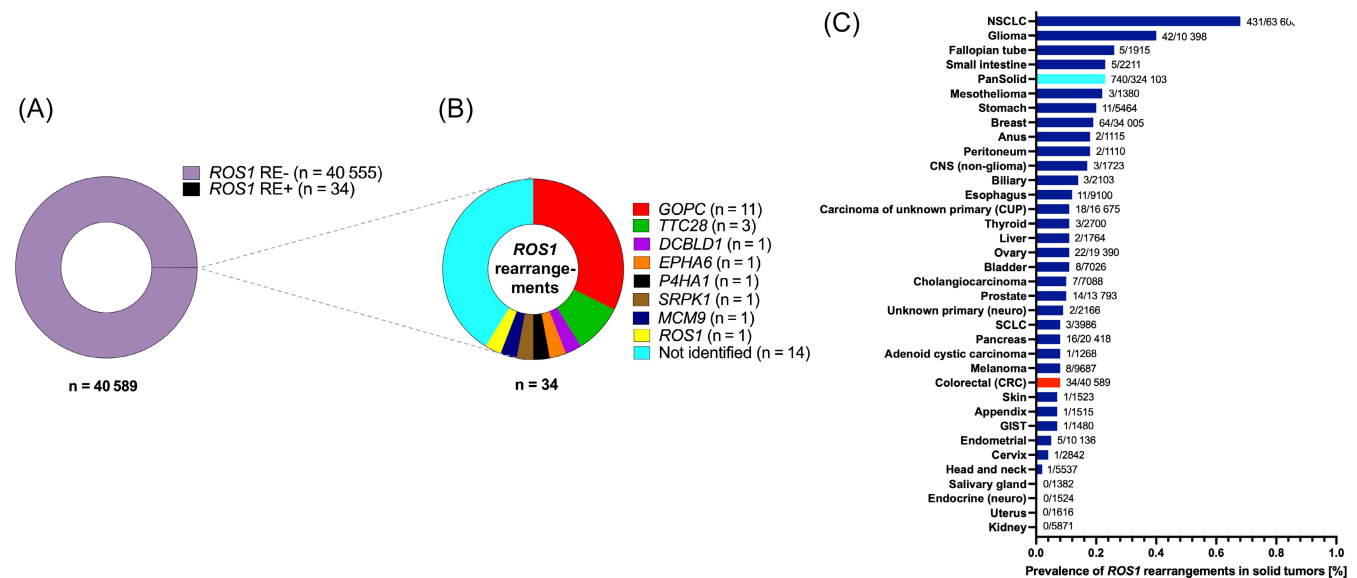 (A)
ROS1 RE- (n = 40 555)
ROS1 RE+ (n = 34)
n = 40 589
(B)
ROS1
rearrange-
ments
GOPC (n = 11)
TTC28 (n = 3)
DCBLD1 (n = 1)
EPHA6 (n = 1)
P4HA1 (n = 1)
SRPK1 (n = 1)
MCM9 (n = 1)
ROS1 (n = 1)
Not identified (n = 14)
n = 34
(C)
NSCLC 431/63
Glioma 42/10 398
Fallopian tube 5/1915
Small intestine 5/2211
PanSolid 740/324 103
Mesothelioma 3/1380
Stomach 11/5464
Breast 64/34 005
Anus 2/1115
Peritoneum 2/1110
CNS (non-glioma) 3/1723
Biliary 3/2103
Esophagus 11/9100
Carcinoma of unknown primary (CUP) 18/16 675
Thyroid 3/2700
Liver 2/1764
Ovary 22/19 390
Bladder 8/7026
Cholangiocarcinoma 7/7088
Prostate 14/13 793
Unknown primary (neuro) 2/2166
SCLC 3/3986
Pancreas 16/20 418
Adenoid cystic carcinoma 1/1268
Melanoma 8/9687
Colorectal (CRC) 34/40 589
Skin 1/1523
Appendix 1/1515
GIST 1/1480
Endometrial 5/10 136
Cervix 1/2842
Head and neck 1/5537
Salivary gland 0/1382
Endocrine (neuro) 0/1524
Uterus 0/1616
Kidney 0/5871
0.0 0.2 0.4 0.6 0.8 1.0
Prevalence of ROS1 rearrangements in solid tumors [%]